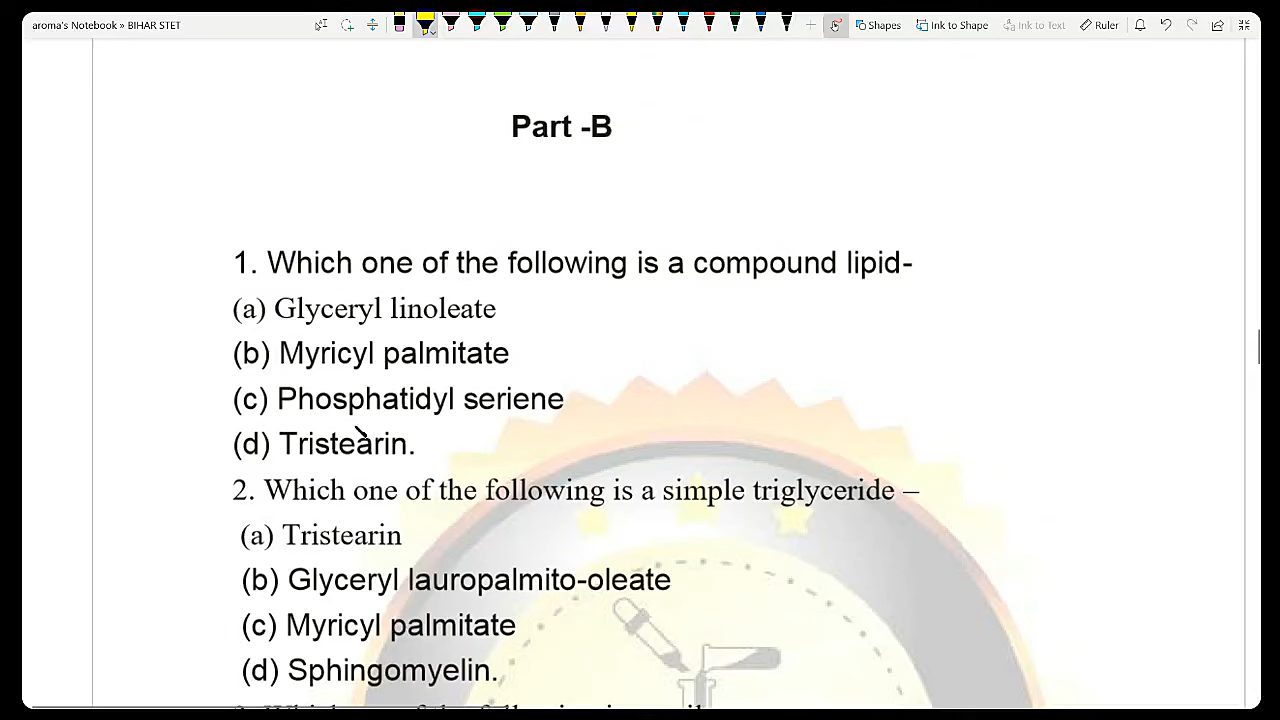 aroma's Notebook » BIHAR STET
Shapes
Ink to Shape
Ink to Text
Ruler
Part -B
1. Which one of the following is a compound lipid-
(a) Glyceryl linoleate
(b) Myricyl palmitate
(c) Phosphatidyl seriene
(d) Tristearin.
2. Which one of the following is a simple triglyceride –
(a) Tristearin
(b) Glyceryl lauropalmito-oleate
(c) Myricyl palmitate
(d) Sphingomyelin.